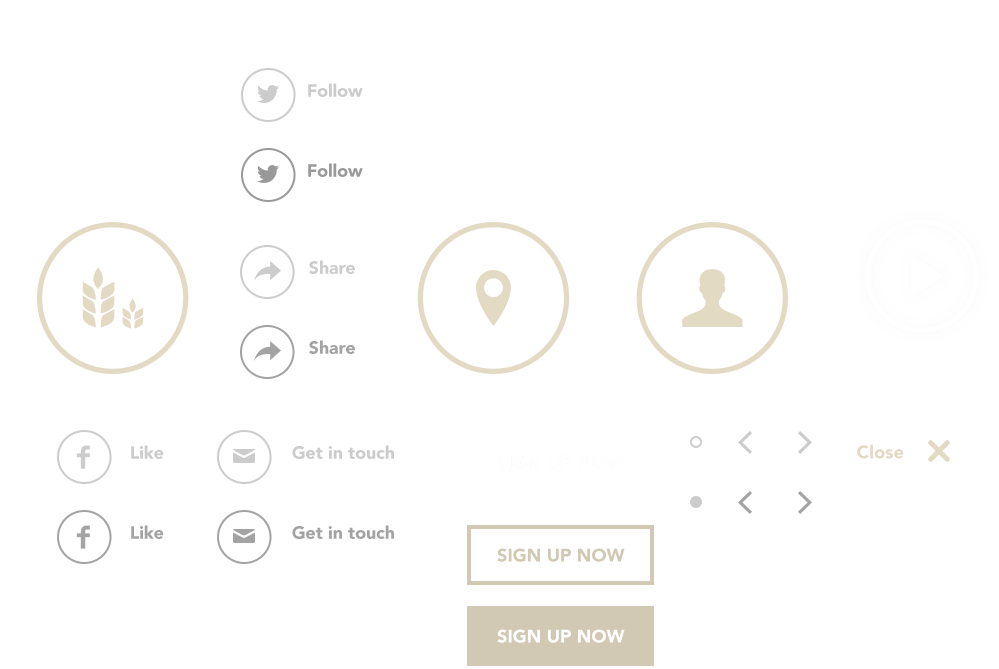 Follow
Follow
Share
Share
Like
Get in touch
Close
Like
Get in touch
SIGN UP NOW
SIGN UP NOW